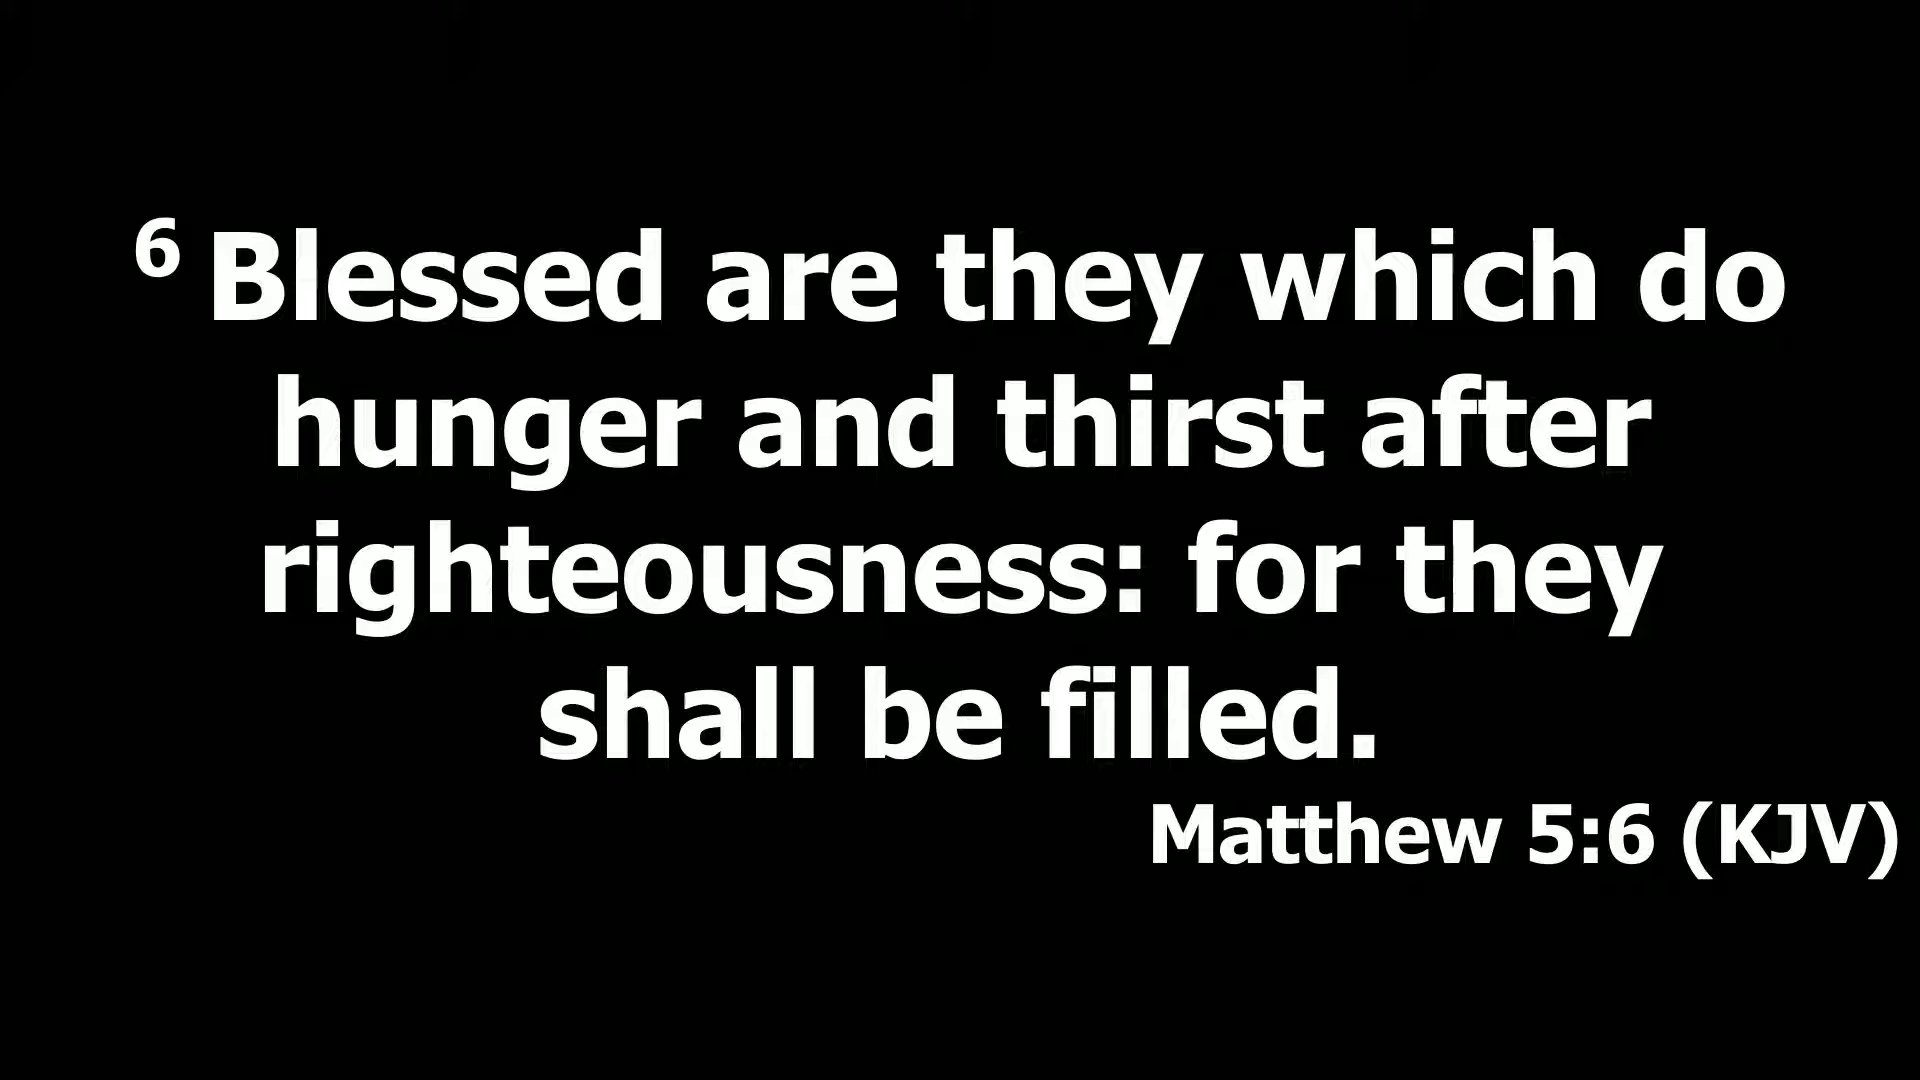 6 Blessed are they which do
hunger and thirst after
righteousness: for they
shall be filled.
Matthew 5:6 (KJV)